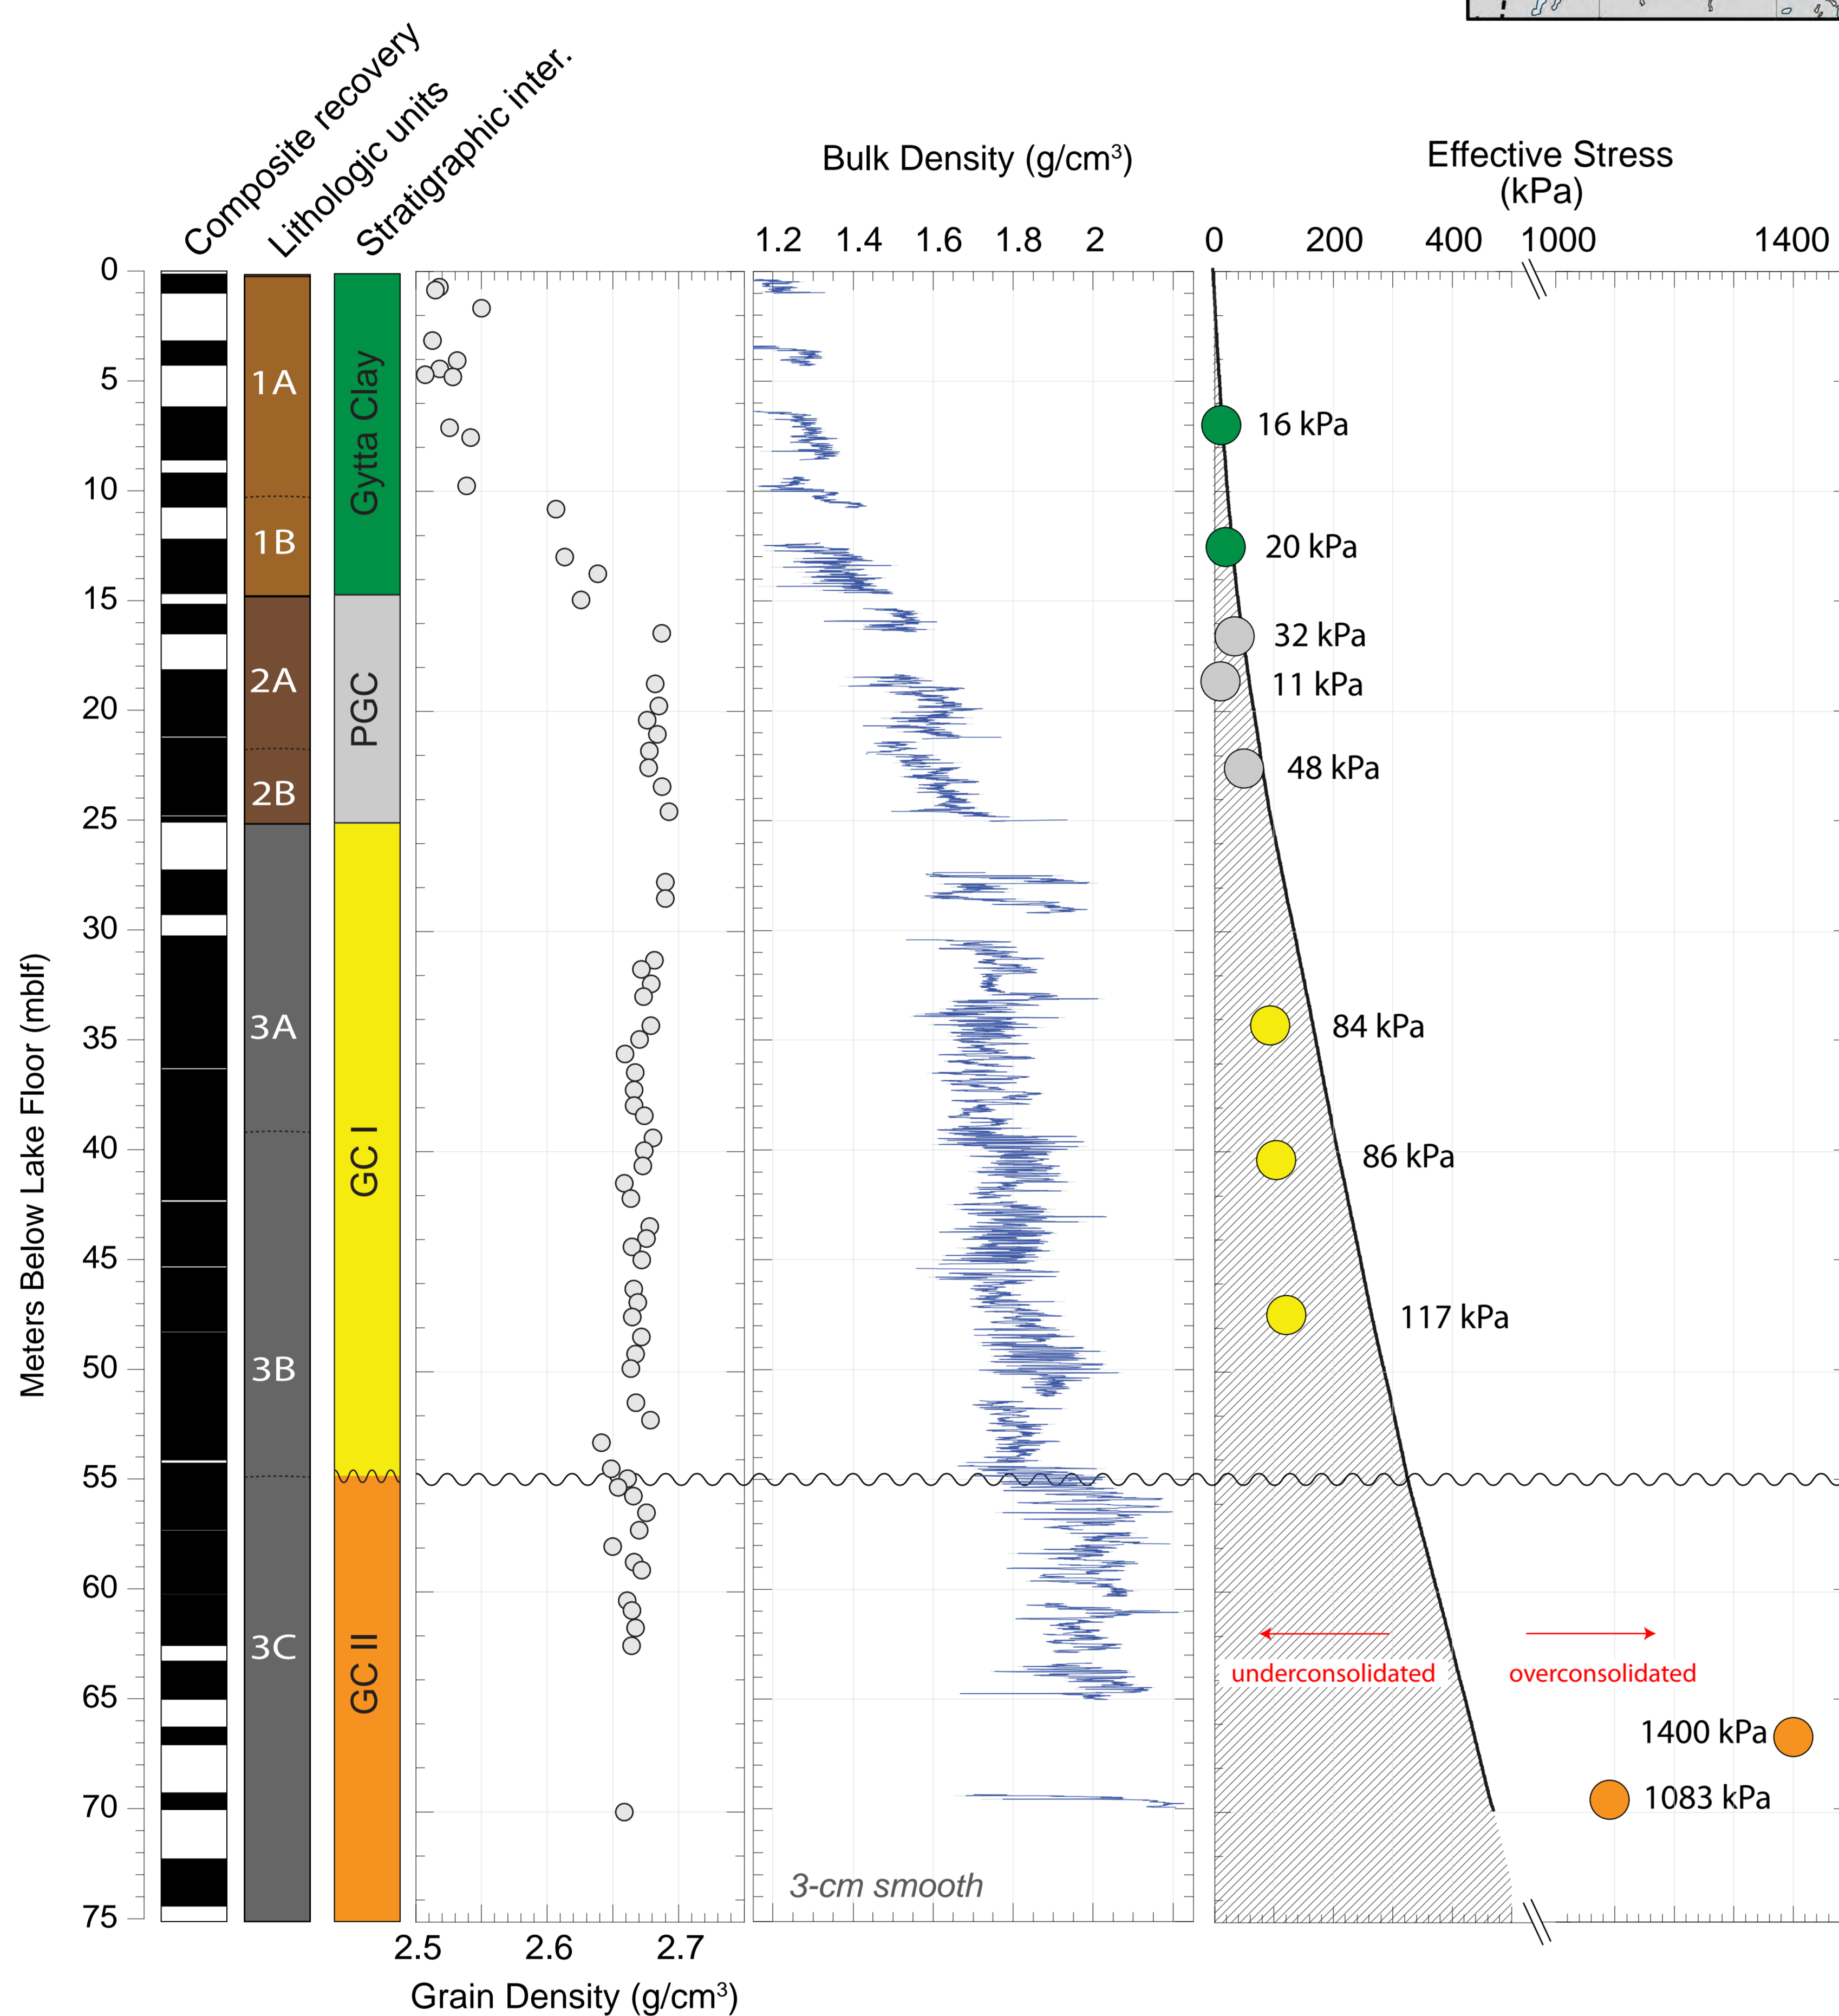 Composite recovery
Lithologic units
Stratigraphic inter.
Bulk Density (g/cm³)
Effective Stress
(kPa)
1.2 1.4 1.6 1.8 2
0 200 400 1000 1400
0
5
10
15
20
25
30
35
40
45
50
55
60
65
70
75
Meters Below Lake Floor (mblf)
1A
1B
2A
2B
3A
3B
3C
Gytta Clay
PGC
GC I
GC II
16 kPa
20 kPa
32 kPa
11 kPa
48 kPa
84 kPa
86 kPa
117 kPa
underconsolidated
overconsolidated
1400 kPa
1083 kPa
3-cm smooth
2.5 2.6 2.7
Grain Density (g/cm³)